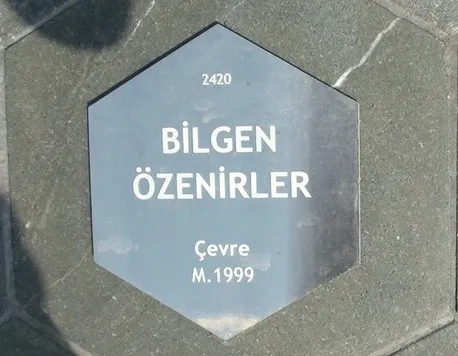 2420
BİLGEN
ÖZENİRLER
Çevre
M.1999